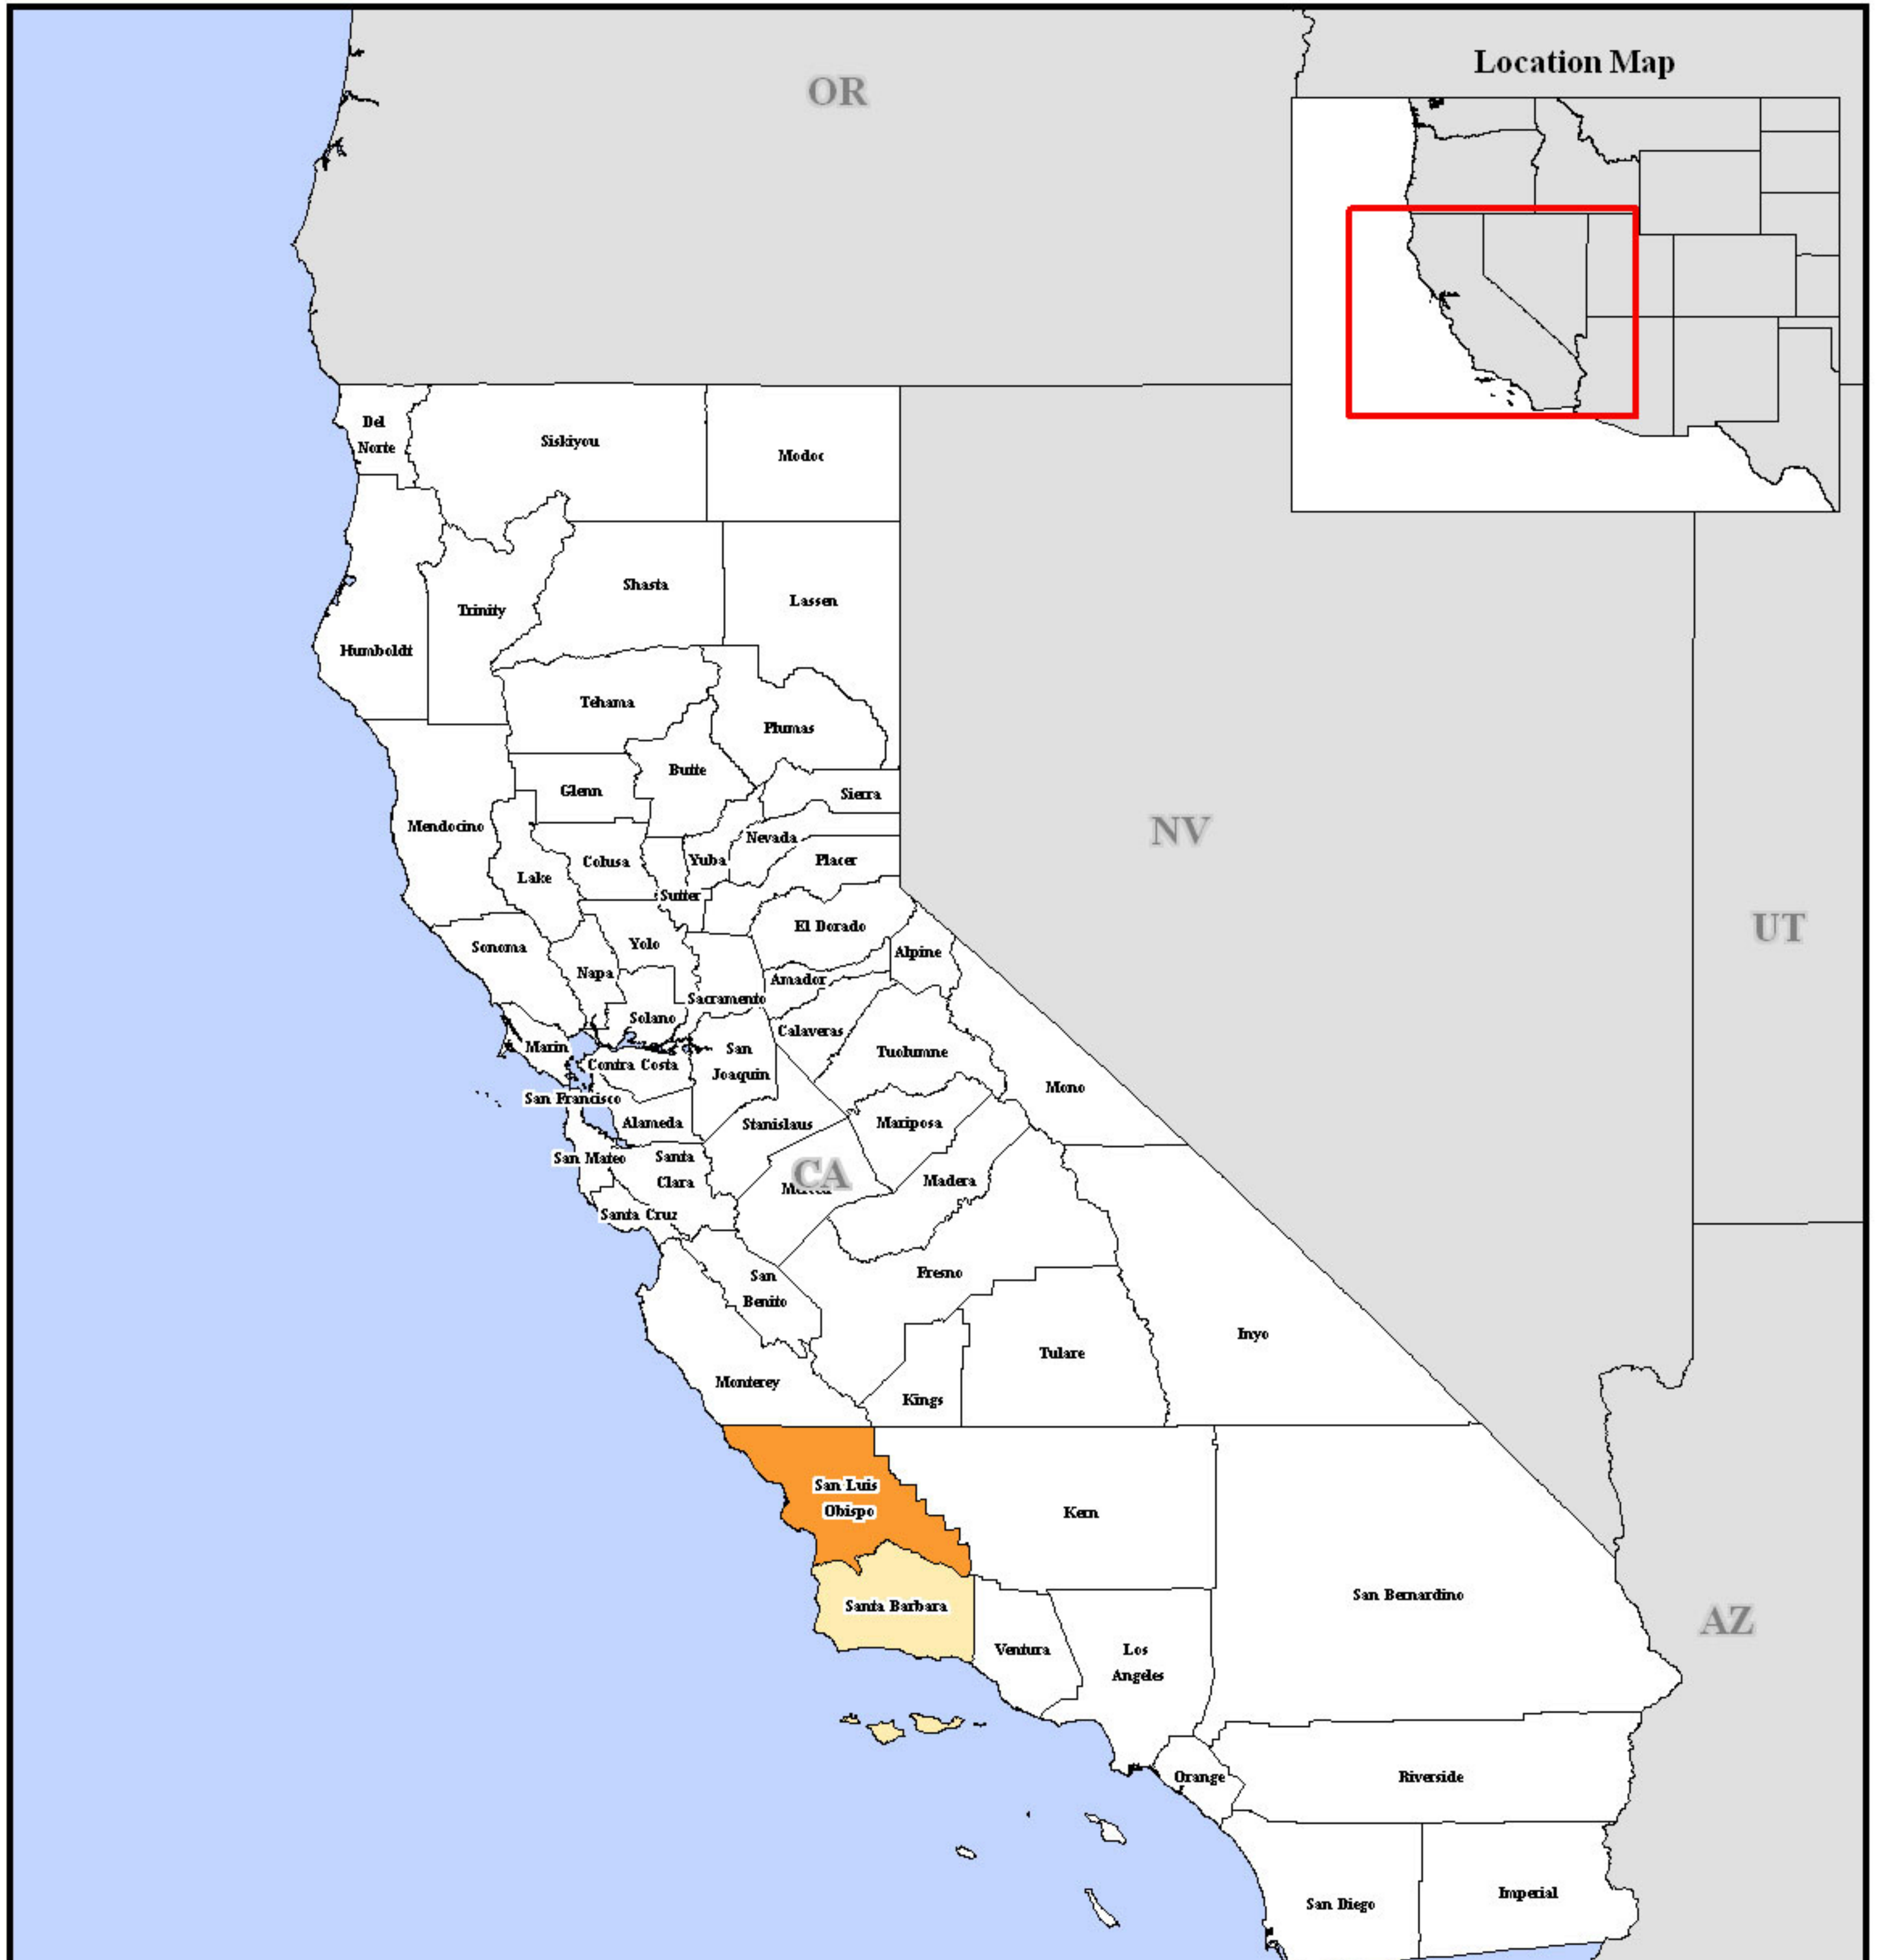 OR
Location Map
Del
Norte
Siskiyou
Modoc
Shasta
Lassen
Trinity
Humboldt
Tehama
Plumas
Butte
Glenn
Sierra
Mendocino
Nevada
Colusa
Yuba
Placer
Lake
Sutter
NV
UT
El Dorado
Sonoma
Yolo
Alpine
Napa
Amador
Sacramento
Solano
Calaveras
Marin
San
Joaquin
Tuolumne
Contra Costa
Mono
San Francisco
Alameda
Stanislaus
Mariposa
San Mateo
Santa
Clara
CA
Madera
Santa Cruz
San
Benito
Fresno
Inyo
Tulare
Monterey
Kings
San Luis
Obispo
Kern
San Bernardino
Santa Barbara
AZ
Ventura
Los
Angeles
Orange
Riverside
San Diego
Imperial